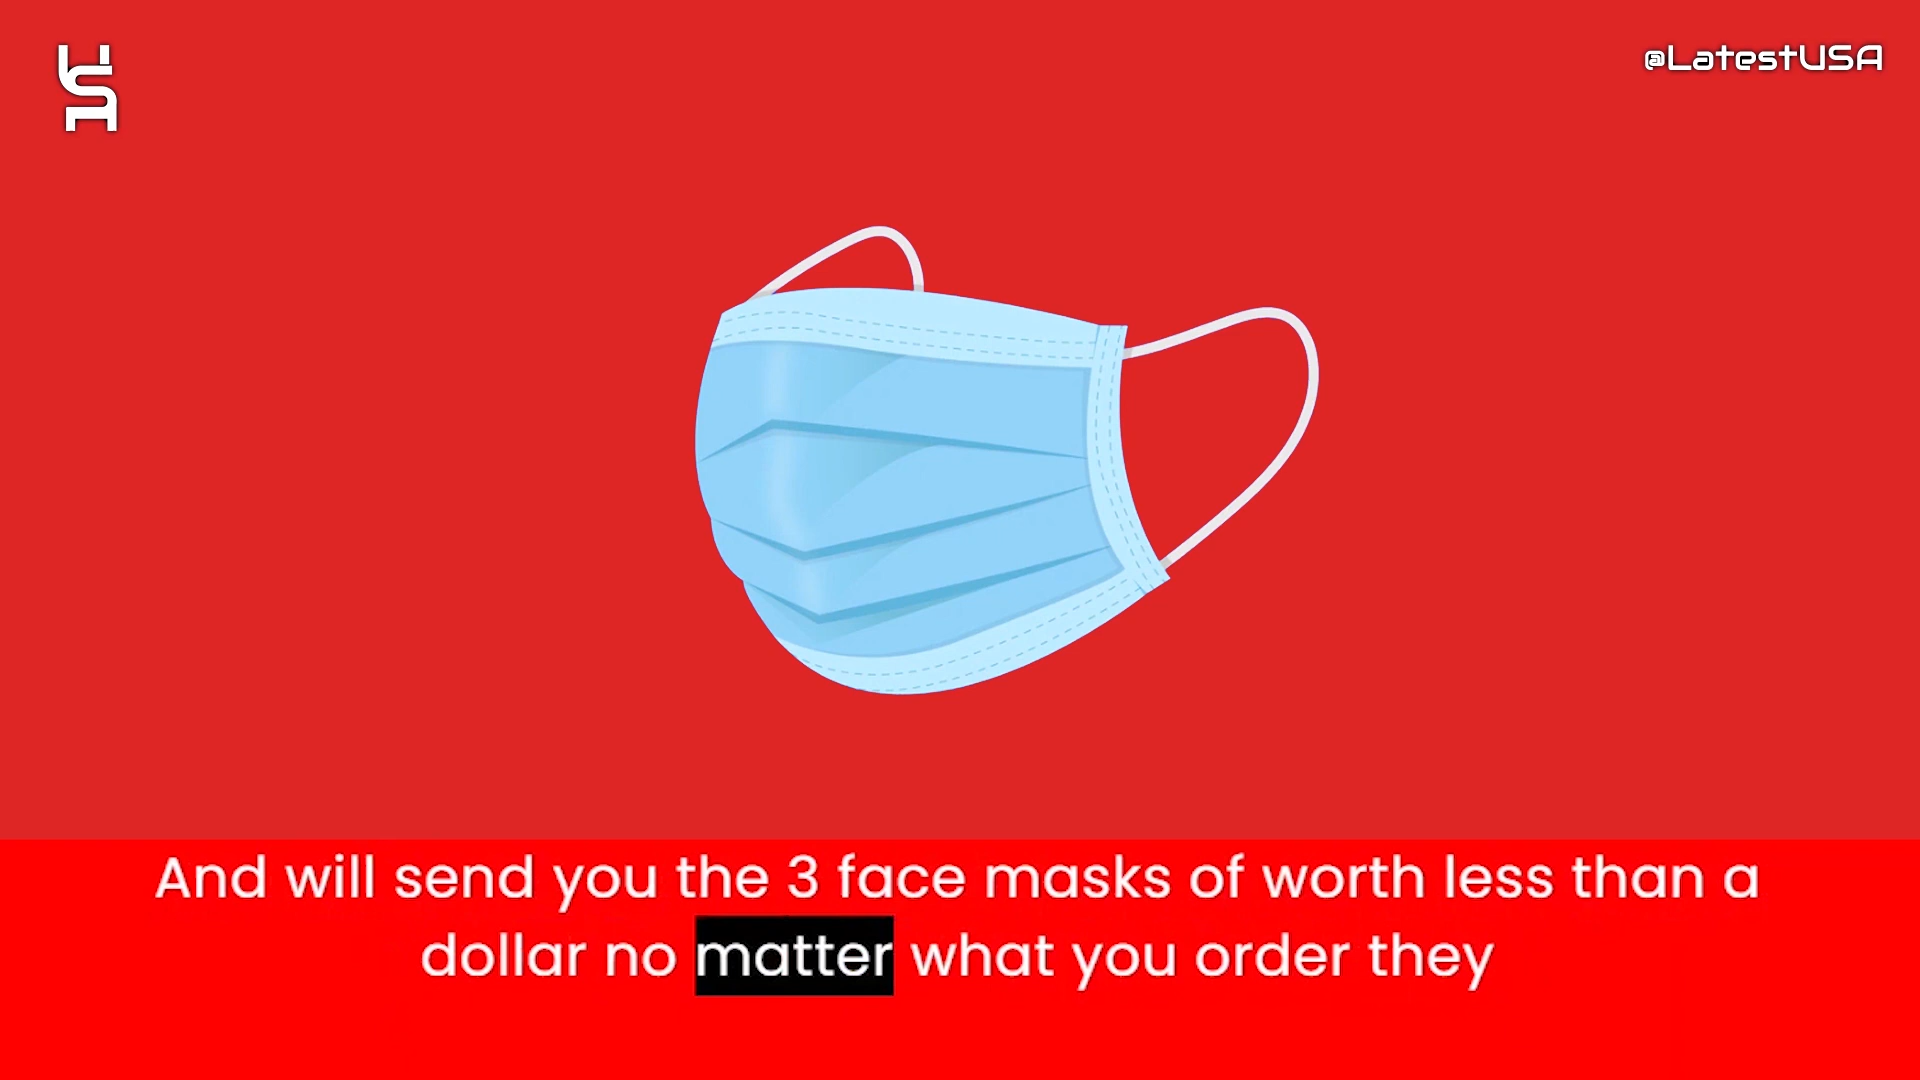 USA
@LatestUSA
And will send you the 3 face masks of worth less than a
dollar no matter what you order they